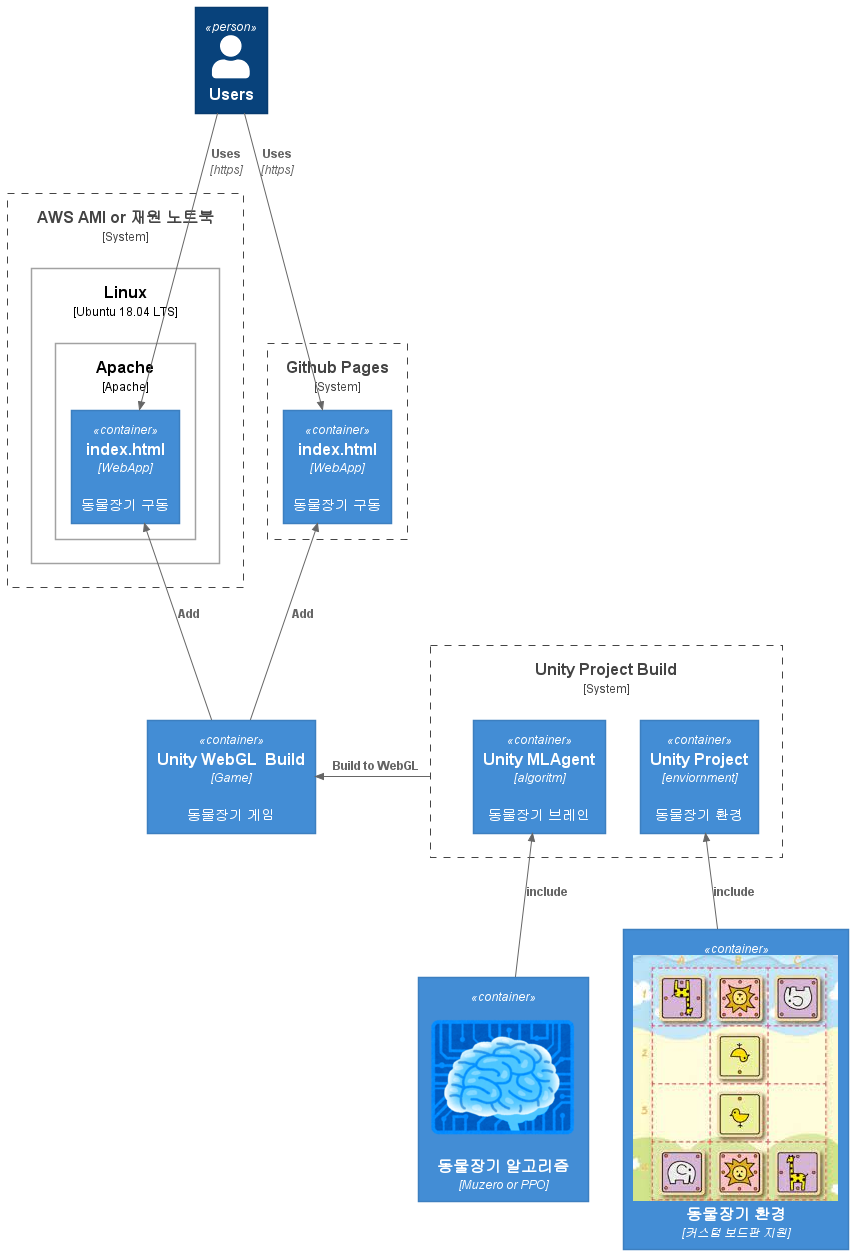 «person»
Users
Uses
[https]
Uses
[https]
AWS AMI or 재원 노트북
[System]
Linux
[Ubuntu 18.04 LTS]
Apache
[Apache]
«container»
index.html
[WebApp]
동물장기 구동
Github Pages
[System]
«container»
index.html
[WebApp]
동물장기 구동
Add
Add
Unity Project Build
[System]
«container»
Unity WebGL Build
[Game]
동물장기 게임
Build to WebGL
«container»
Unity MLAgent
[algoritm]
동물장기 브레인
«container»
Unity Project
[enviornment]
동물장기 환경
include
include
«container»
동물장기 알고리즘
[Muzero or PPO]
«container»
A B C
1
2
3
동물장기 환경
[커스텀 보드판 지원]